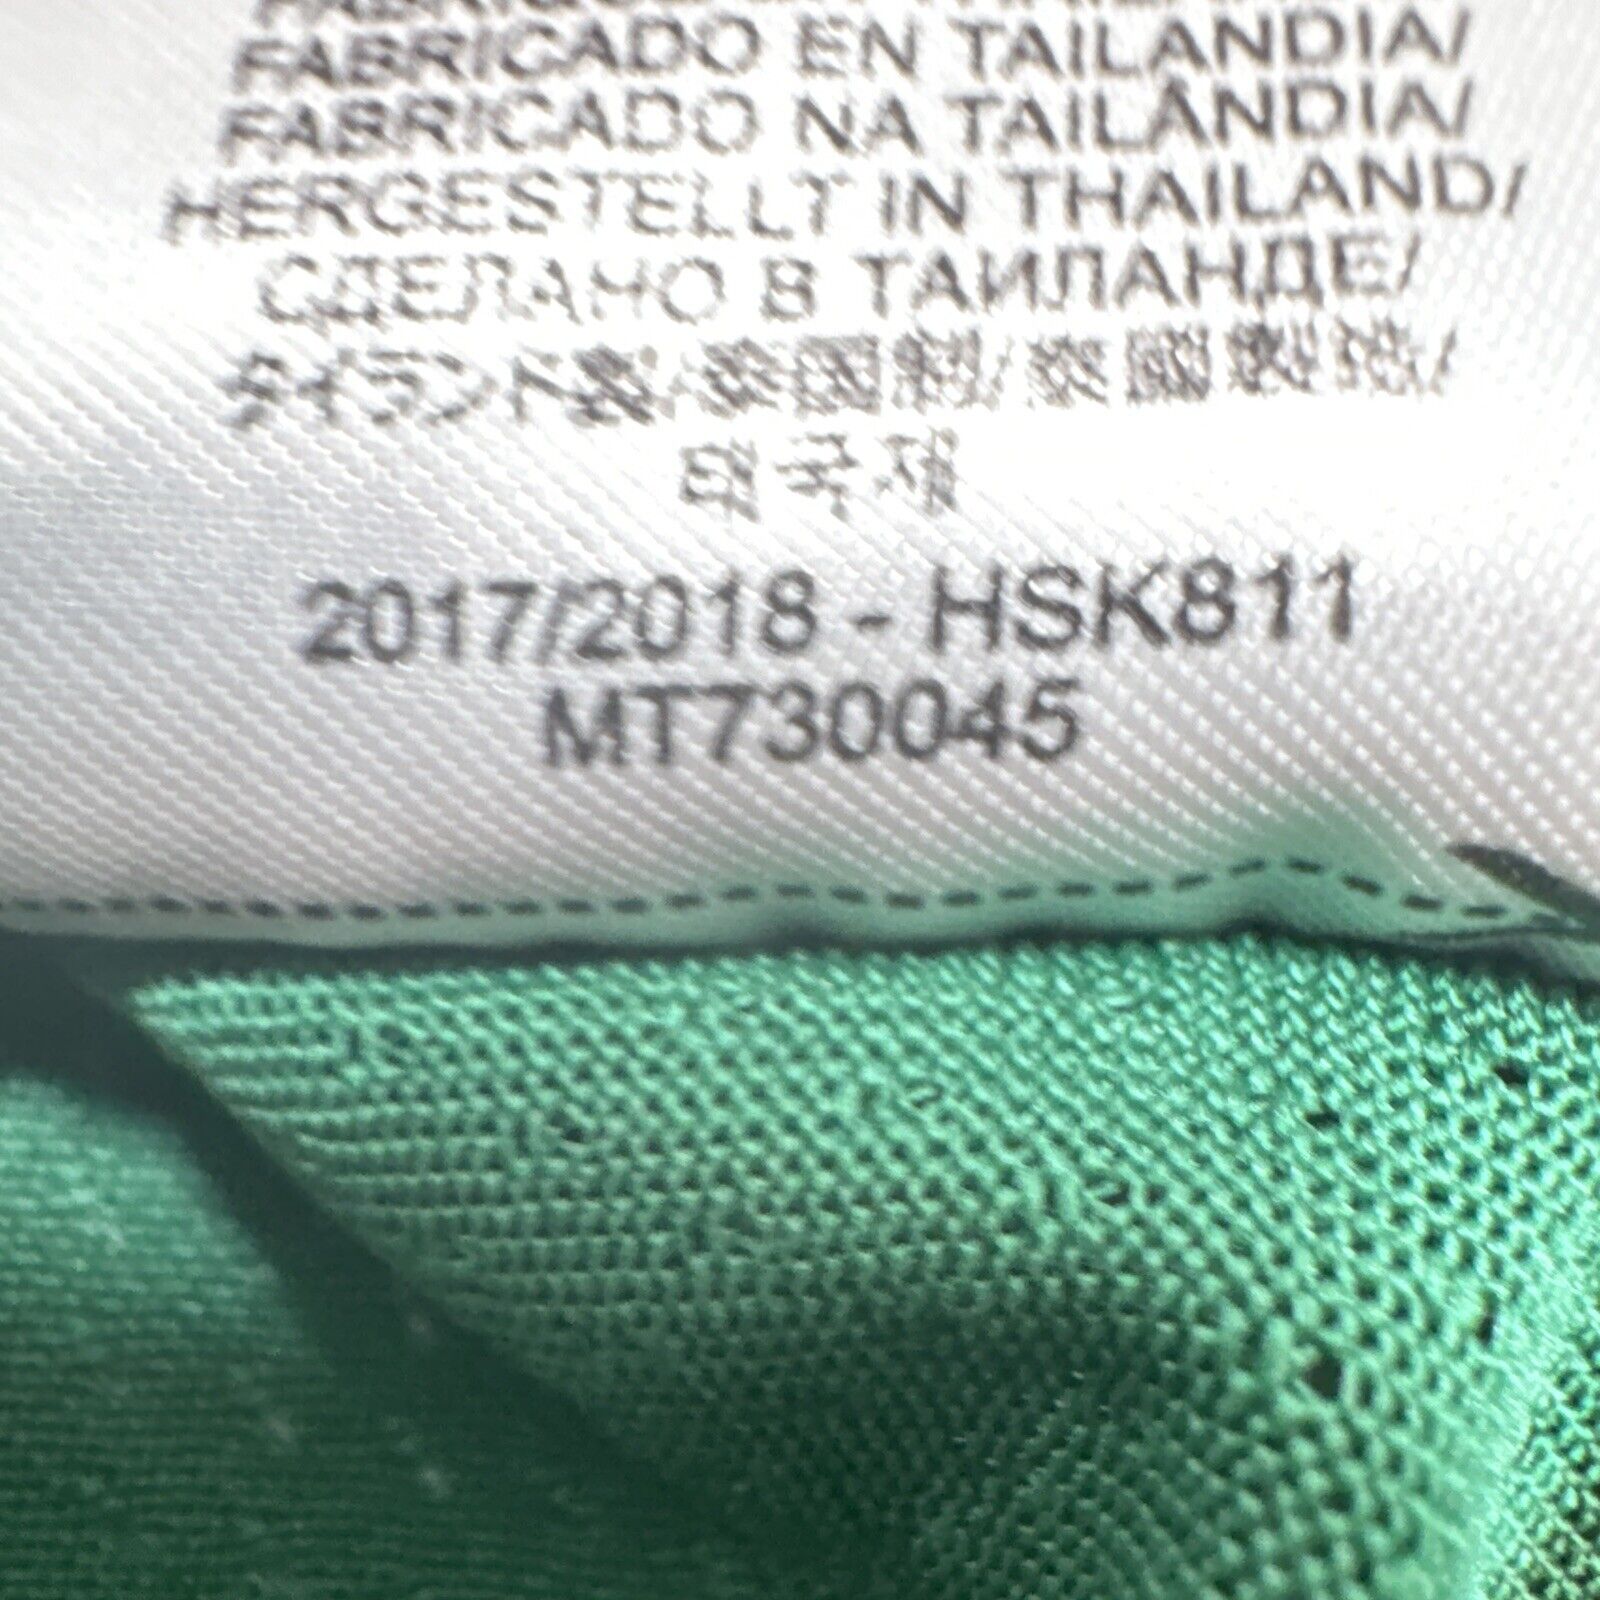 FABRICADO EN TAILANDIA/
FABRICADO NA TAILÂNDIA/
HERGESTELLT IN THAILAND/
СДЕЛАНО В ТАИЛАНДЕ/
タイランド製/泰国制/泰國製造/
태국제
2017/2018 - HSK811
MT730045